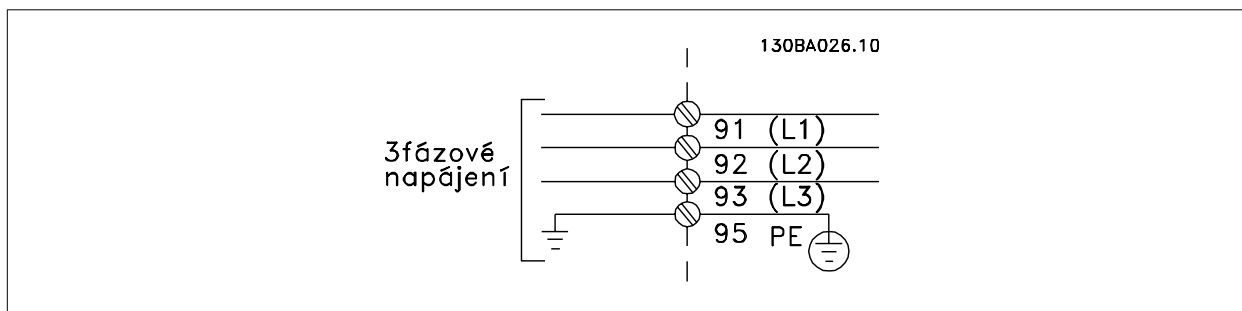 130BA026.10
3fázové
napájení
91 (L1)
92 (L2)
93 (L3)
95 PE